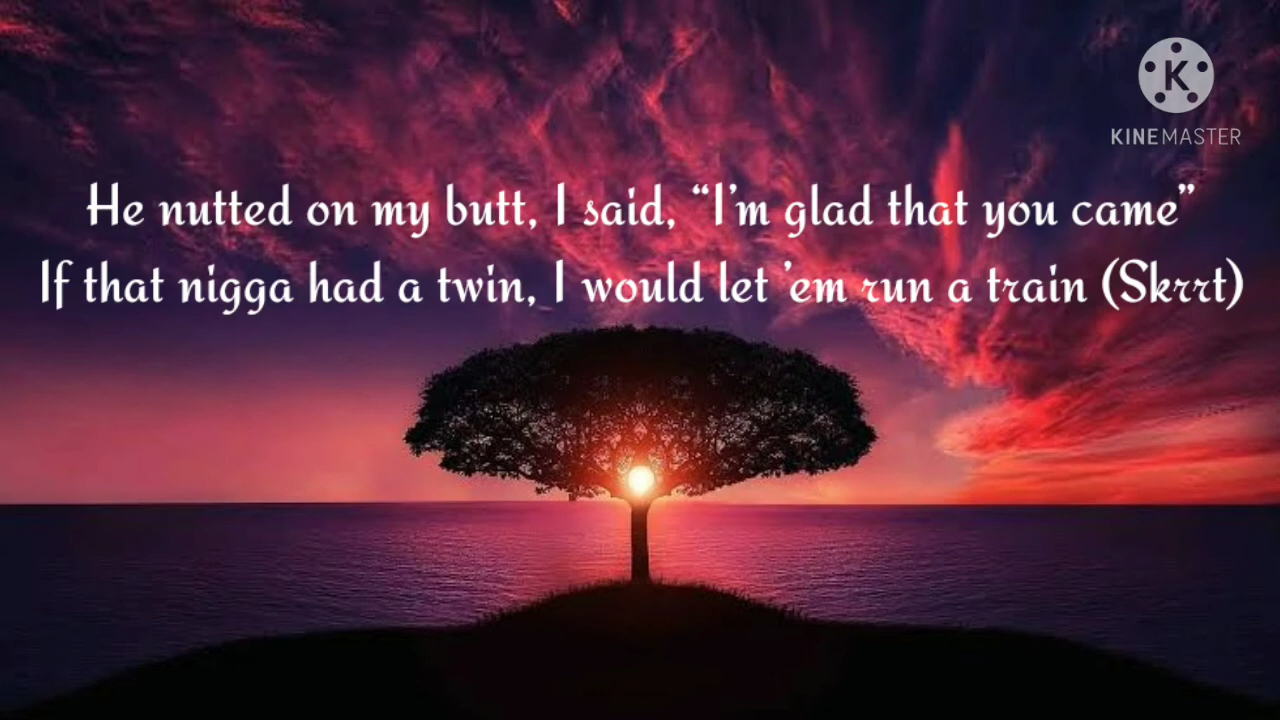 KINEMASTER
He nutted on my butt, I said, “I’m glad that you came”
If that nigga had a twin, I would let ’em run a train (Skrrt)